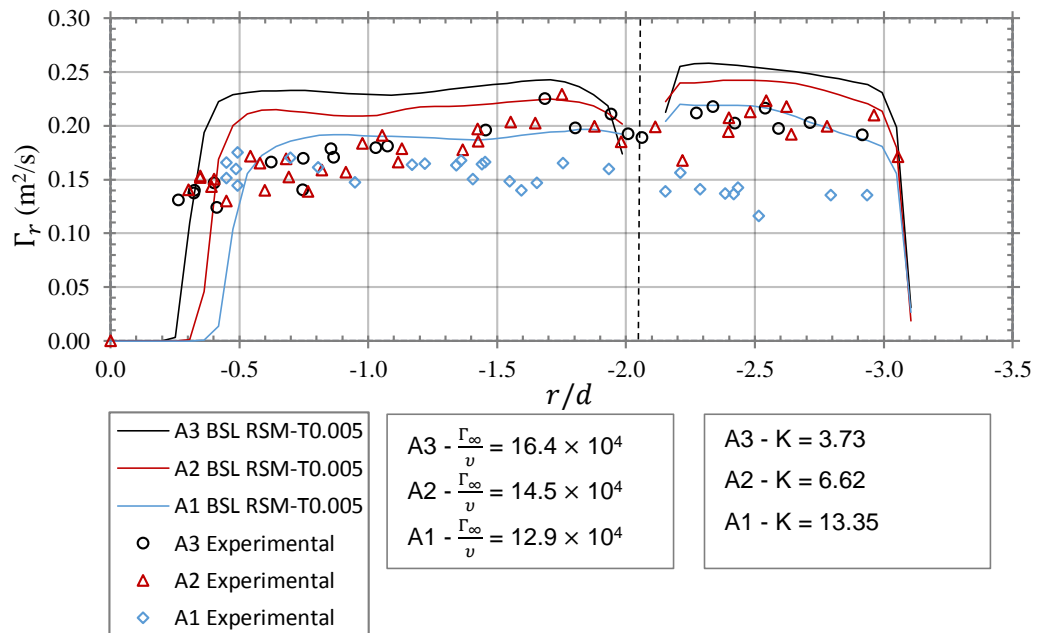 0.30
0.25
0.20
0.15
0.10
0.05
0.00
Γr (m²/s)
0.0 -0.5 -1.0 -1.5 -2.0 -2.5 -3.0 -3.5
r/d
A3 BSL RSM-T0.005
A2 BSL RSM-T0.005
A1 BSL RSM-T0.005
A3 Experimental
A2 Experimental
A1 Experimental
A3 - Γ∞/υ = 16.4 × 10⁴
A2 - Γ∞/υ = 14.5 × 10⁴
A1 - Γ∞/υ = 12.9 × 10⁴
A3 - K = 3.73
A2 - K = 6.62
A1 - K = 13.35